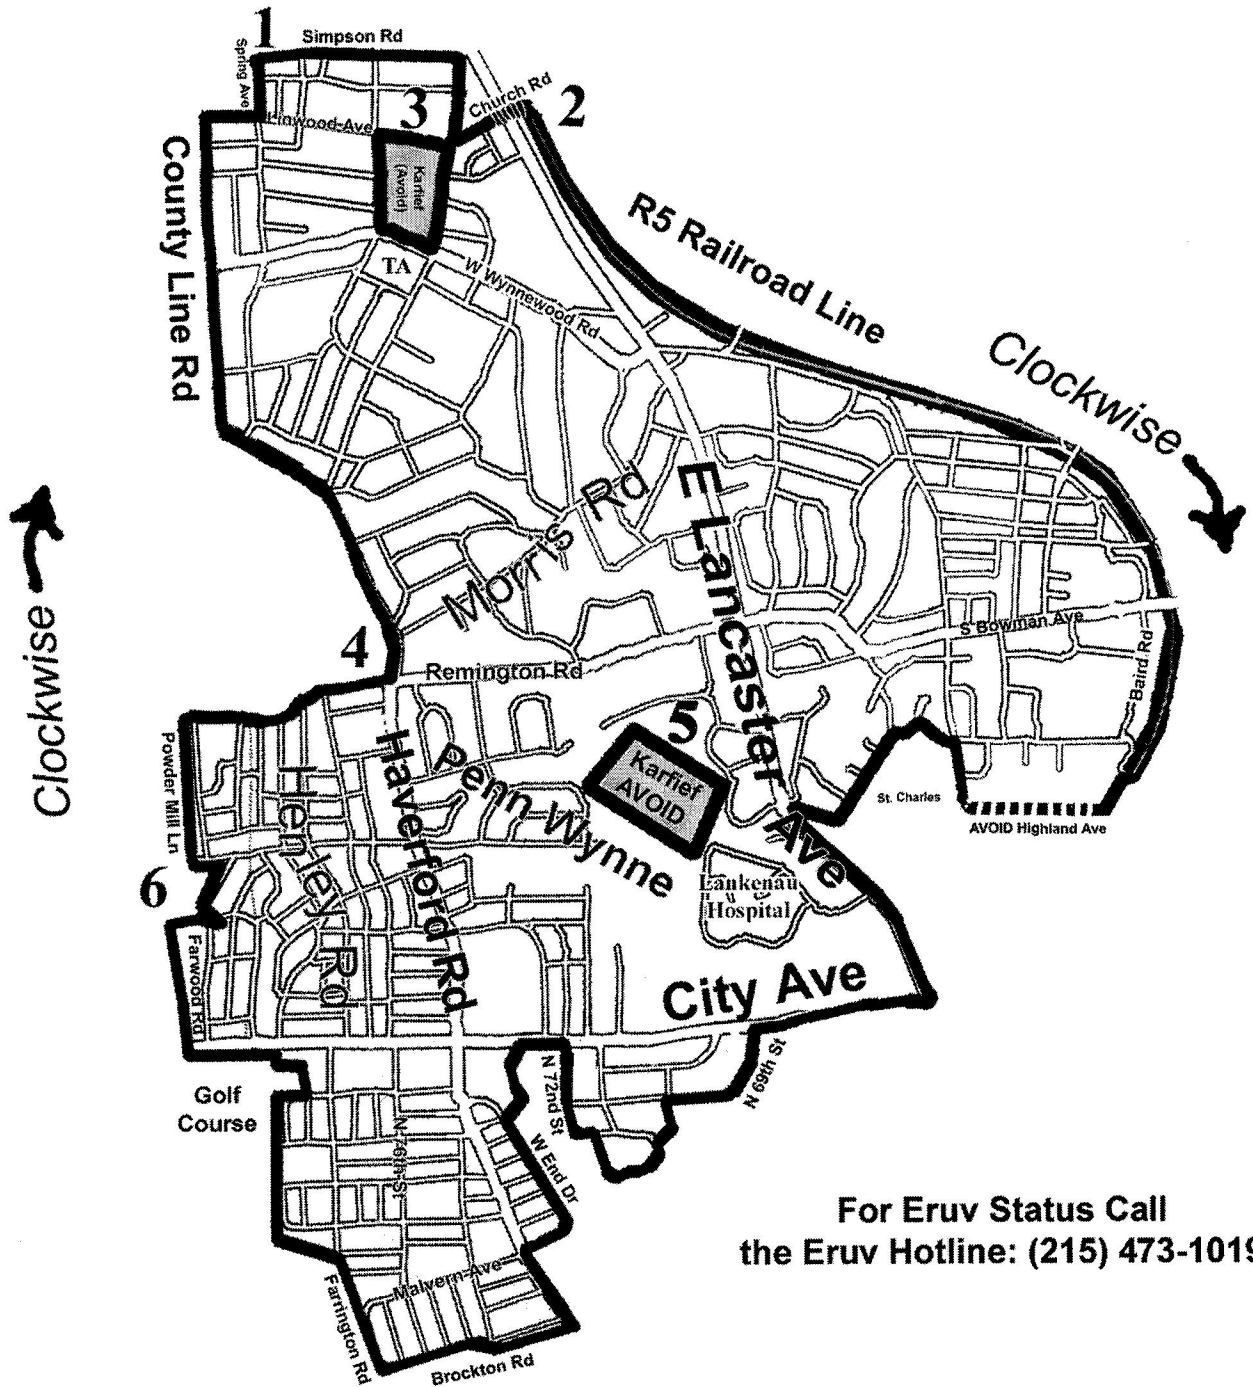 1
Simpson Rd
Spring Ave
Church Rd
2
3
Linwood Ave
Karfief
(Avoid)
County Line Rd
R5 Railroad Line
TA
W Wynnewood Rd
Clockwise
Clockwise
E Lancaster Ave
Morris Rd
4
S Bowman Ave
Baird Rd
Remington Rd
5
Karfief
AVOID
Powder Mill Ln
Henley Rd
Haverford Rd
Penn Wynne
St. Charles
AVOID Highland Ave
6
Lankenau
Hospital
Farwood Rd
City Ave
N 69th St
N 72nd St
Golf
Course
N 76th St
W End Dr
For Eruv Status Call
the Eruv Hotline: (215) 473-1019
Malvern Ave
Farrington Rd
Brockton Rd